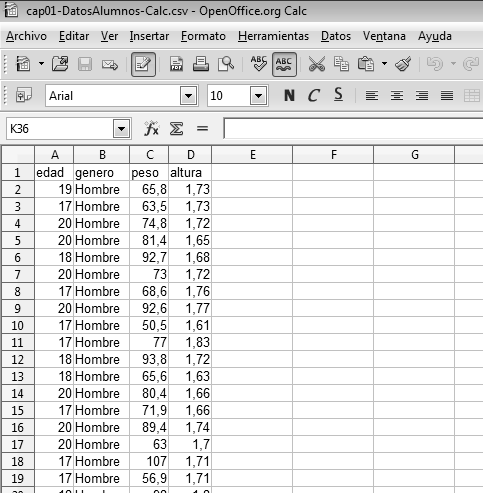 cap01-DatosAlumnos-Calc.csv - OpenOffice.org Calc
Archivo Editar Ver Insertar Formato Herramientas Datos Ventana Ayuda
ABC ABC
Arial 10 N C S
K36
A B C D E F G
1 edad genero peso altura
2 19 Hombre 65,8 1,73
3 17 Hombre 63,5 1,73
4 20 Hombre 74,8 1,72
5 20 Hombre 81,4 1,65
6 18 Hombre 92,7 1,68
7 20 Hombre 73 1,72
8 17 Hombre 68,6 1,76
9 20 Hombre 92,6 1,77
10 17 Hombre 50,5 1,61
11 17 Hombre 77 1,83
12 18 Hombre 93,8 1,72
13 18 Hombre 65,6 1,63
14 20 Hombre 80,4 1,66
15 17 Hombre 71,9 1,66
16 20 Hombre 89,4 1,74
17 20 Hombre 63 1,7
18 17 Hombre 107 1,71
19 17 Hombre 56,9 1,71